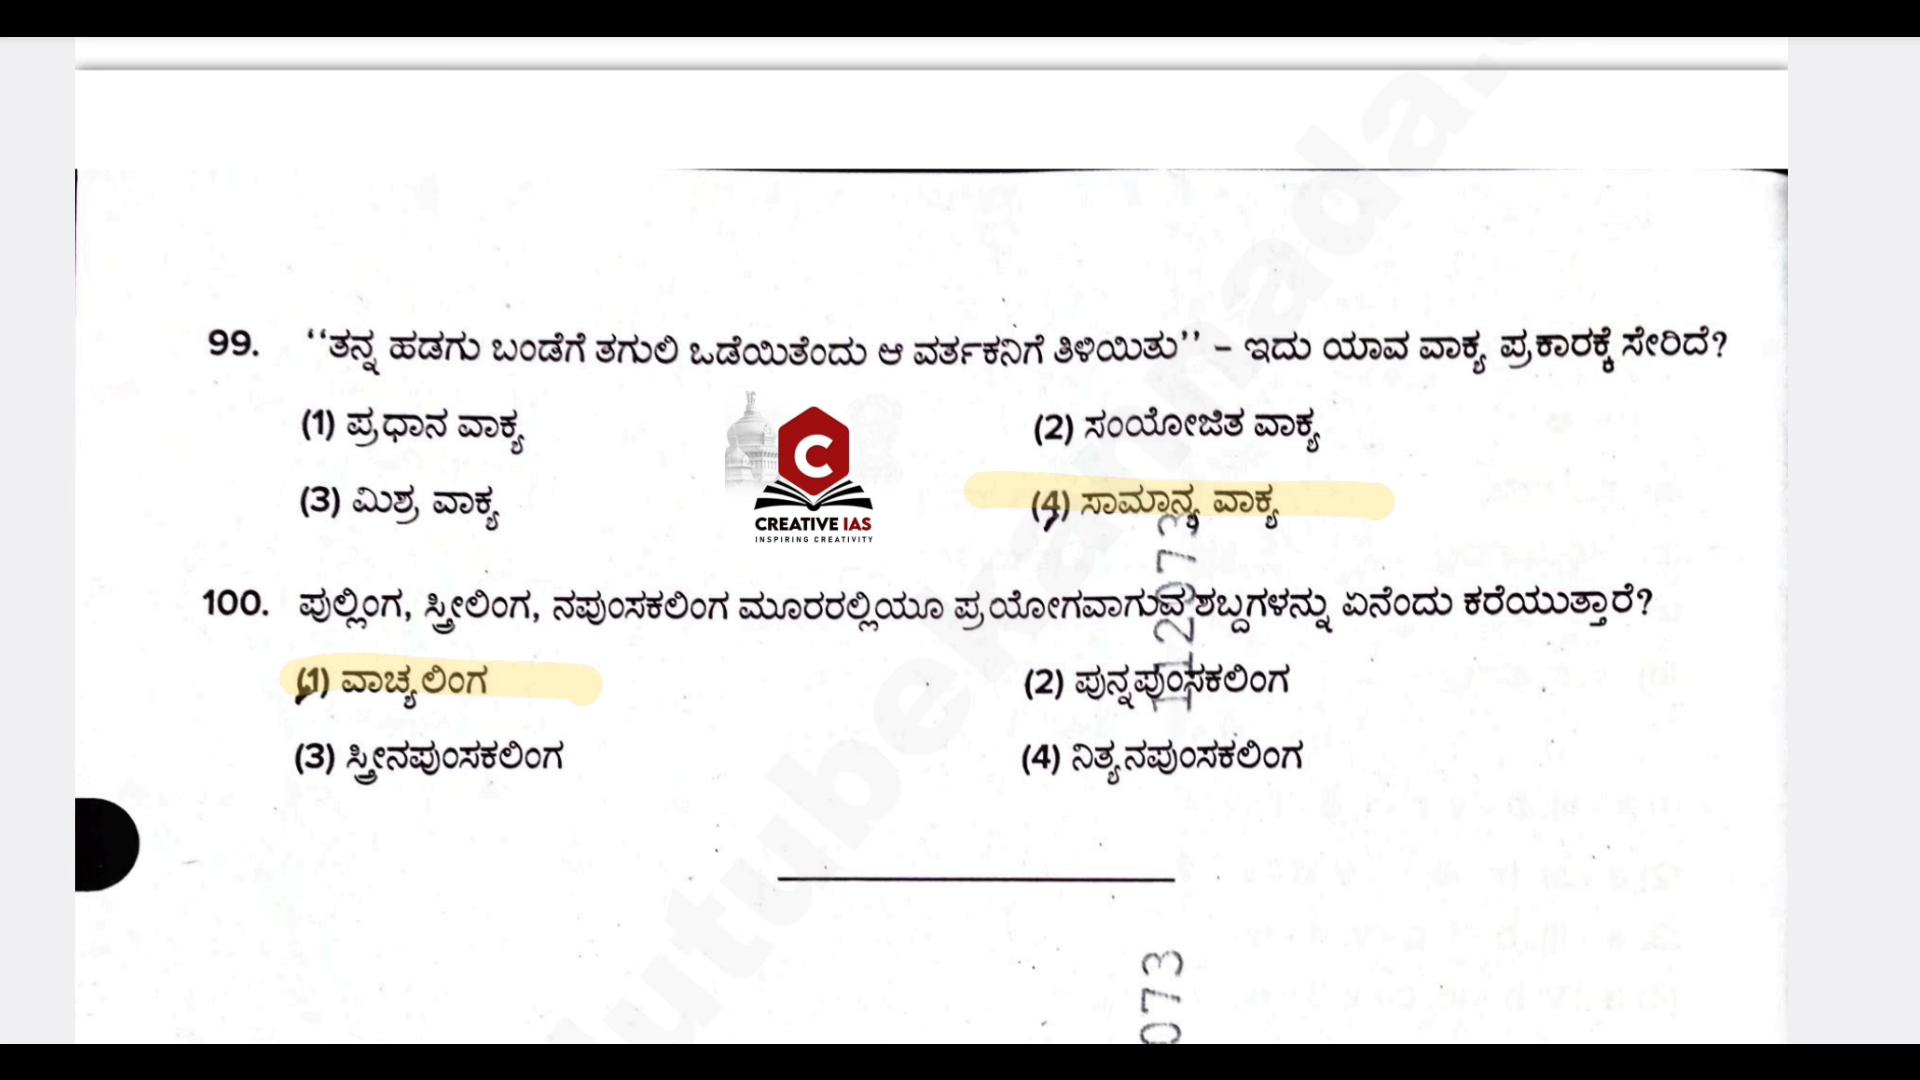 99. ‘‘ತನ್ನ ಹಡಗು ಬಂಡೆಗೆ ತಗುಲಿ ಒಡೆಯಿತೆಂದು ಆ ವರ್ತಕನಿಗೆ ತಿಳಿಯಿತು’’ – ಇದು ಯಾವ ವಾಕ್ಯ ಪ್ರಕಾರಕ್ಕೆ ಸೇರಿದೆ?
(1) ಪ್ರಧಾನ ವಾಕ್ಯ (2) ಸಂಯೋಜಿತ ವಾಕ್ಯ
(3) ಮಿಶ್ರ ವಾಕ್ಯ (4) ಸಾಮಾನ್ಯ ವಾಕ್ಯ
CREATIVE IAS
INSPIRING CREATIVITY
100. ಪುಲ್ಲಿಂಗ, ಸ್ತ್ರೀಲಿಂಗ, ನಪುಂಸಕಲಿಂಗ ಮೂರರಲ್ಲಿಯೂ ಪ್ರಯೋಗವಾಗುವ ಶಬ್ದಗಳನ್ನು ಏನೆಂದು ಕರೆಯುತ್ತಾರೆ?
(1) ವಾಚ್ಯಲಿಂಗ (2) ಪುನ್ನಪುಂಸಕಲಿಂಗ
(3) ಸ್ತ್ರೀನಪುಂಸಕಲಿಂಗ (4) ನಿತ್ಯನಪುಂಸಕಲಿಂಗ
112073
073